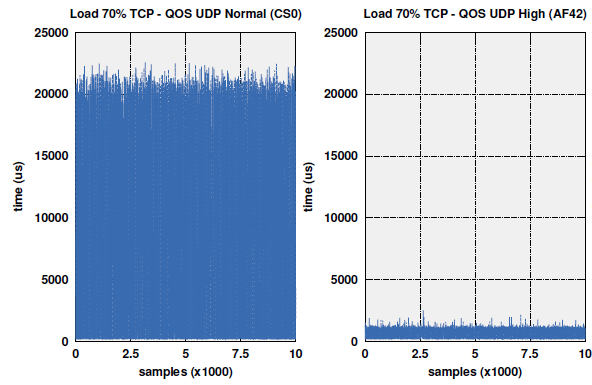 Load 70% TCP - QOS UDP Normal (CS0)
25000
20000
15000
10000
5000
0
time (us)
0 2.5 5 7.5 10
samples (x1000)
Load 70% TCP - QOS UDP High (AF42)
25000
20000
15000
10000
5000
0
time (us)
0 2.5 5 7.5 10
samples (x1000)